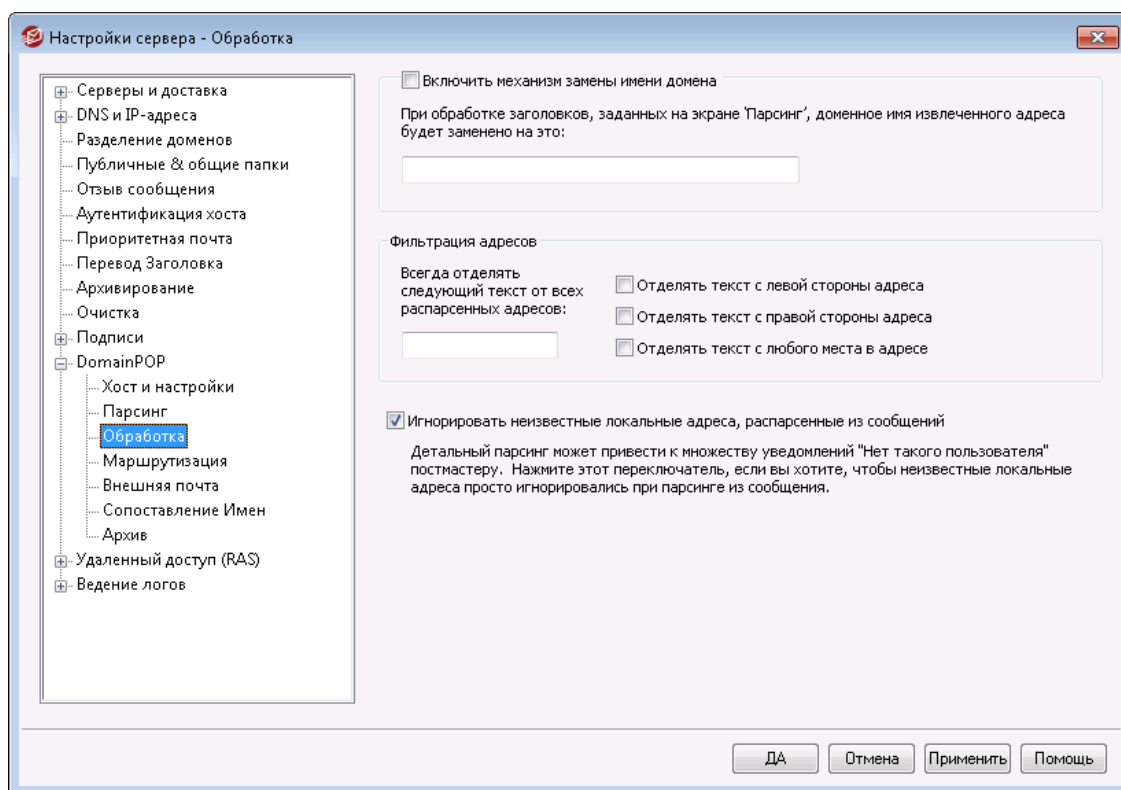 Настройки сервера - Обработка
Серверы и доставка
DNS и IP-адреса
Разделение доменов
Публичные & общие папки
Отзыв сообщения
Аутентификация хоста
Приоритетная почта
Перевод Заголовка
Архивирование
Очистка
Подписи
DomainPOP
Хост и настройки
Парсинг
Обработка
Маршрутизация
Внешняя почта
Сопоставление Имен
Архив
Удаленный доступ (RAS)
Ведение логов
Включить механизм замены имени домена
При обработке заголовков, заданных на экране 'Парсинг', доменное имя извлеченного адреса
будет заменено на это:
Фильтрация адресов
Всегда отделять
следующий текст от всех
распарсенных адресов:
Отделять текст с левой стороны адреса
Отделять текст с правой стороны адреса
Отделять текст с любого места в адресе
Игнорировать неизвестные локальные адреса, распарсенные из сообщений
Детальный парсинг может привести к множеству уведомлений "Нет такого пользователя"
постмастеру. Нажмите этот переключатель, если вы хотите, чтобы неизвестные локальные
адреса просто игнорировались при парсинге из сообщения.
ДА
Отмена
Применить
Помощь